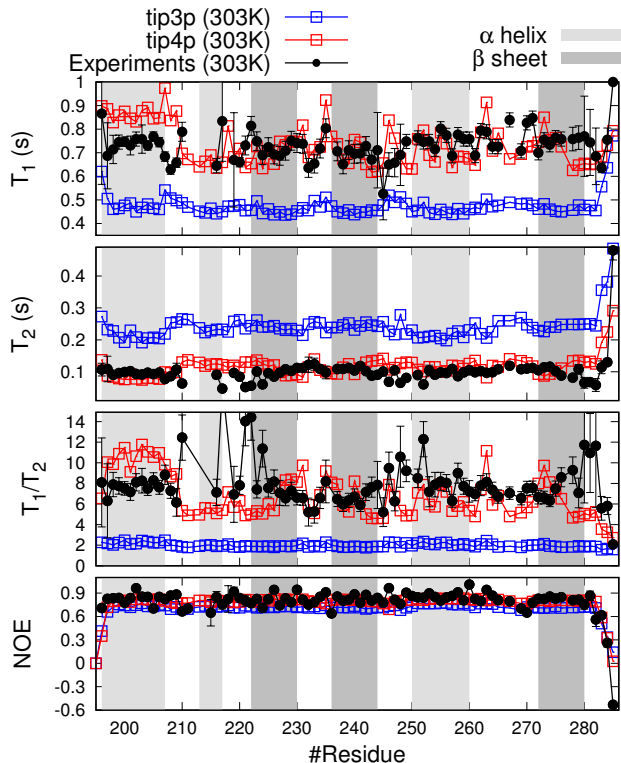 tip3p (303K)
tip4p (303K)
Experiments (303K)
α helix
β sheet
1
0.9
0.8
0.7
0.6
0.5
0.4
T1 (s)
0.4
0.3
0.2
0.1
T2 (s)
14
12
10
8
6
4
2
0
T1/T2
0.9
0.6
0.3
0
-0.3
-0.6
NOE
200 210 220 230 240 250 260 270 280
#Residue